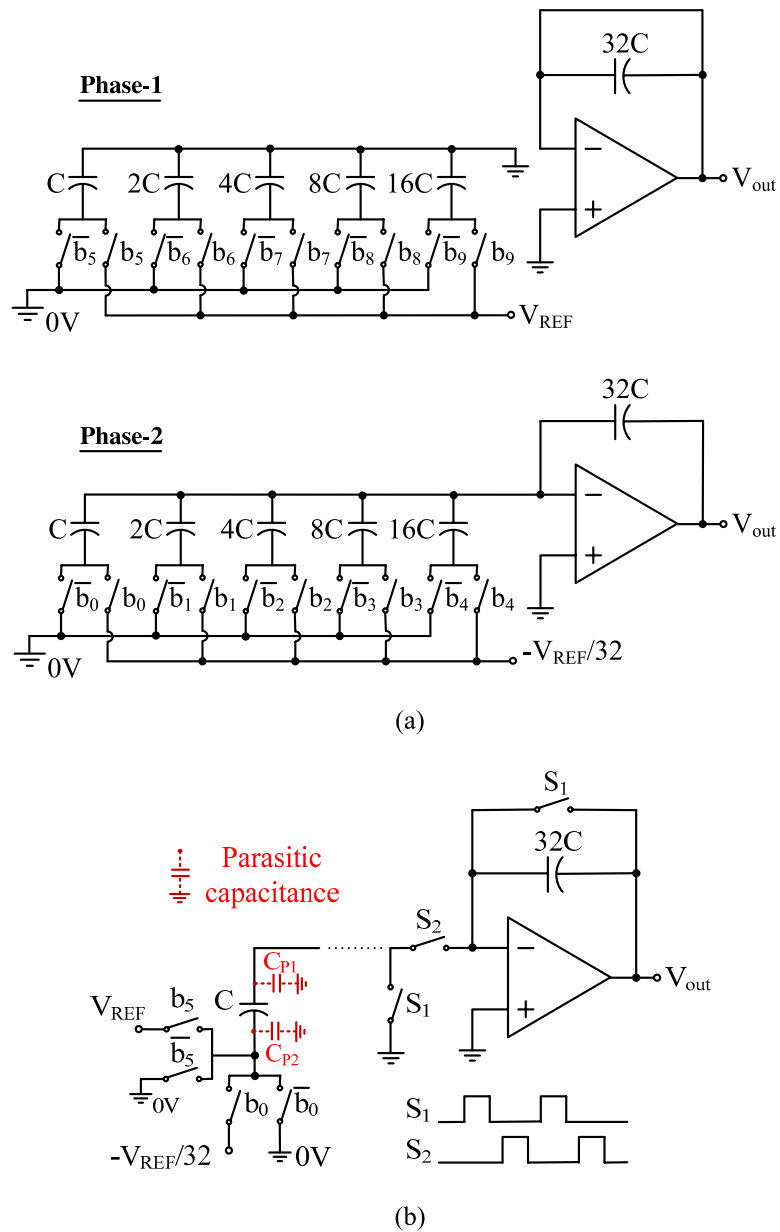 Phase-1
32C
C 2C 4C 8C 16C
V_out
b̅₅ b₅ b̅₆ b₆ b̅₇ b₇ b̅₈ b₈ b̅₉ b₉
0V
V_REF
Phase-2
32C
C 2C 4C 8C 16C
V_out
b̅₀ b₀ b̅₁ b₁ b̅₂ b₂ b̅₃ b₃ b̅₄ b₄
0V
-V_REF/32
(a)
S₁
32C
Parasitic
capacitance
S₂
C_P1
V_out
V_REF b₅ C
S₁
C_P2
b̅₅
0V
b₀ b̅₀
S₁
-V_REF/32 0V
S₂
(b)